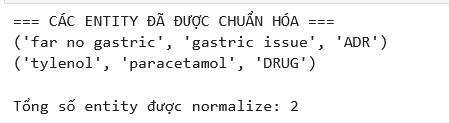 === CÁC ENTITY ĐÃ ĐƯỢC CHUẨN HÓA ===
('far no gastric', 'gastric issue', 'ADR')
('tylenol', 'paracetamol', 'DRUG')
Tổng số entity được normalize: 2